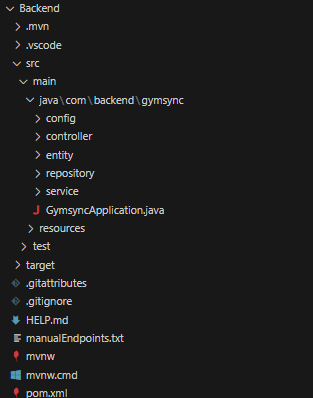 Backend
.mvn
.vscode
src
main
java\com\backend\gymsync
config
controller
entity
repository
service
GymsyncApplication.java
resources
test
target
.gitattributes
.gitignore
HELP.md
manualEndpoints.txt
mvnw
mvnw.cmd
pom.xml